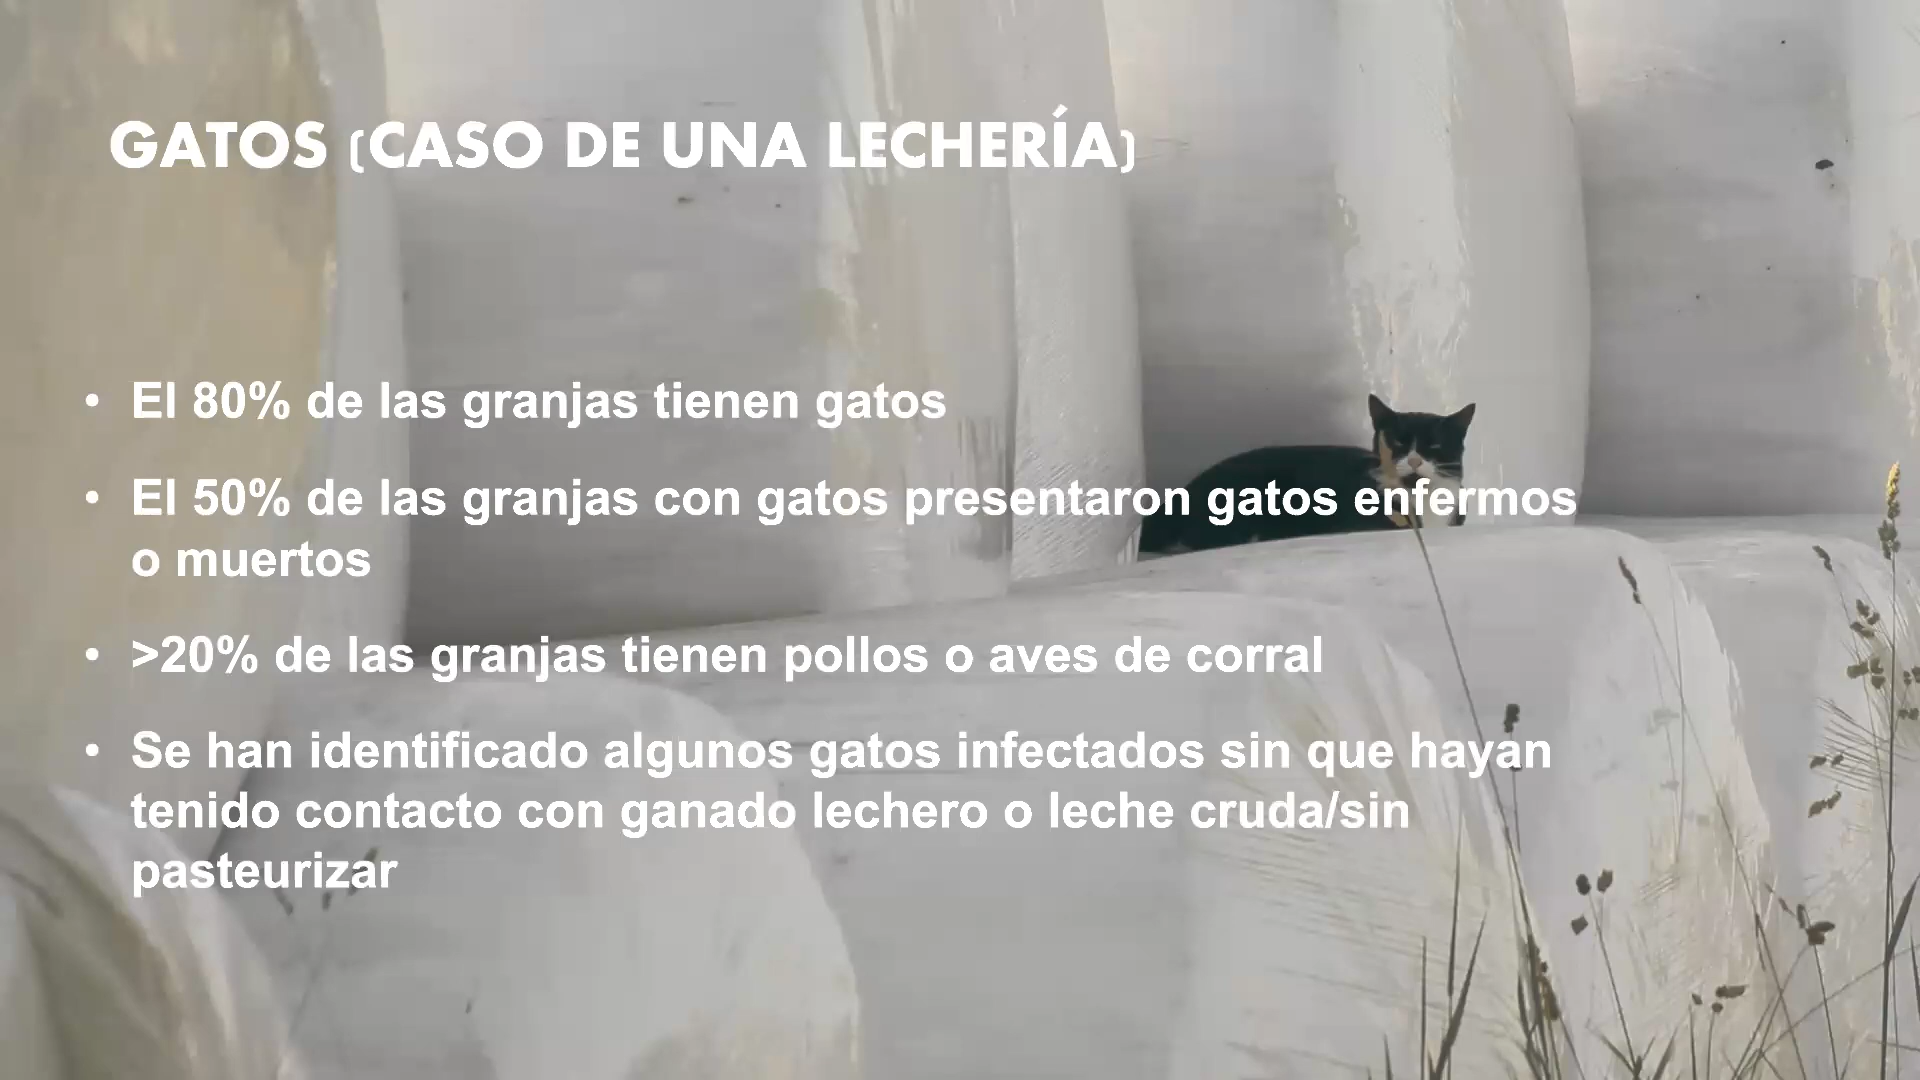 GATOS (CASO DE UNA LECHERÍA)
• El 80% de las granjas tienen gatos
• El 50% de las granjas con gatos presentaron gatos enfermos
o muertos
• >20% de las granjas tienen pollos o aves de corral
• Se han identificado algunos gatos infectados sin que hayan
tenido contacto con ganado lechero o leche cruda/sin
pasteurizar